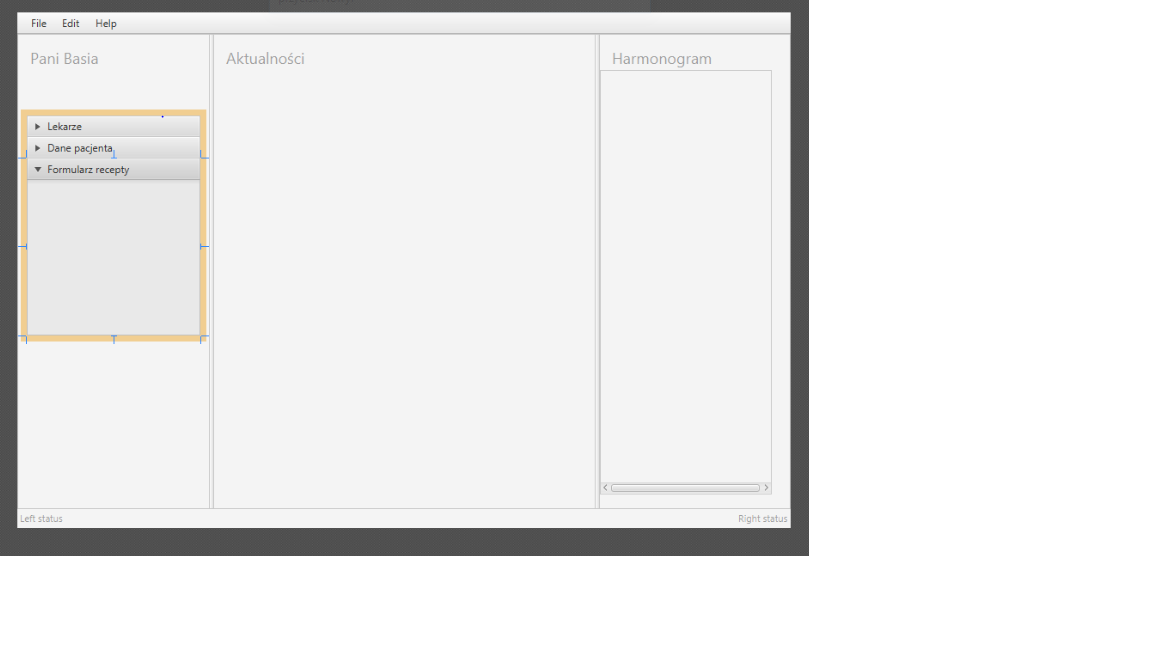 File Edit Help
Pani Basia
Aktualności
Harmonogram
Lekarze
Dane pacjenta
Formularz recepty
Left status
Right status